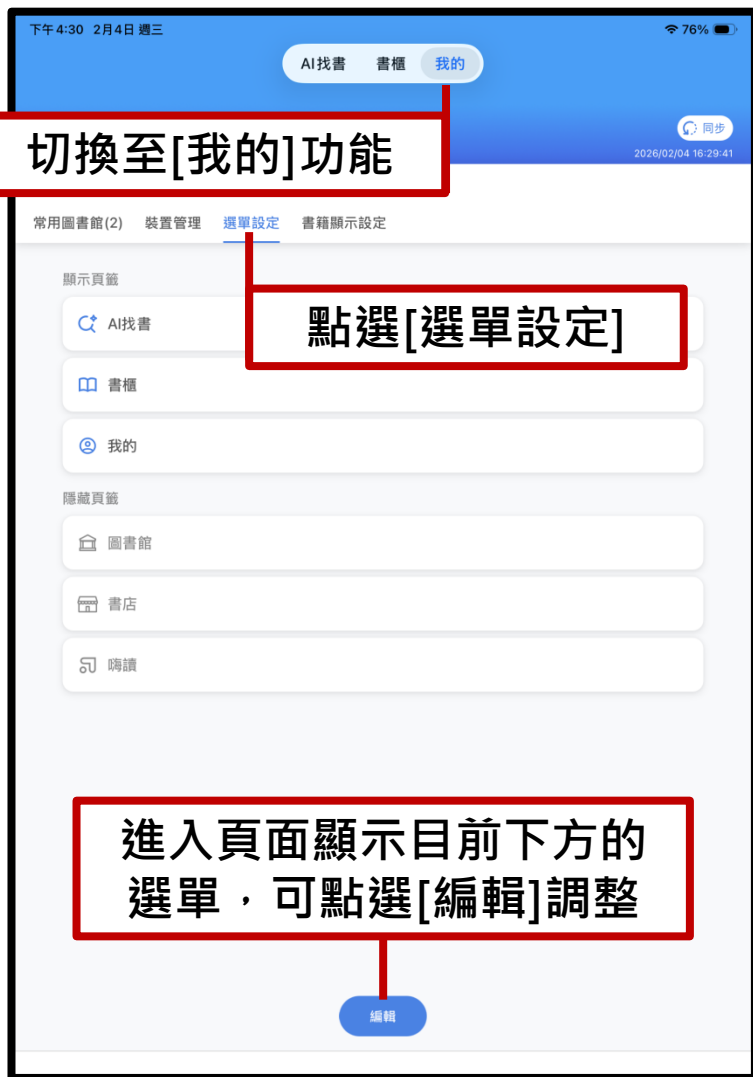 下午4:30 2月4日 週三
76%
AI找書 書櫃 我的
切換至[我的]功能
同步
2026/02/04 16:29:41
常用圖書館(2) 裝置管理 選單設定 書籍顯示設定
顯示頁籤
點選[選單設定]
AI找書
書櫃
我的
隱藏頁籤
圖書館
書店
嗨讀
進入頁面顯示目前下方的
選單，可點選[編輯]調整
編輯